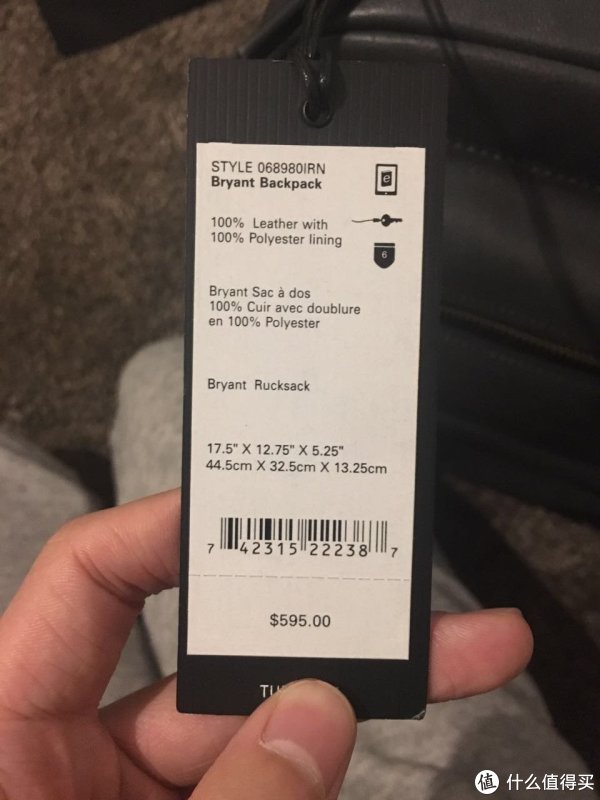 STYLE 068980IRN
Bryant Backpack
100% Leather with
100% Polyester lining
e
6
Bryant Sac à dos
100% Cuir avec doublure
en 100% Polyester
Bryant Rucksack
17.5" X 12.75" X 5.25"
44.5cm X 32.5cm X 13.25cm
7 42315 22238 7
$595.00
值 什么值得买